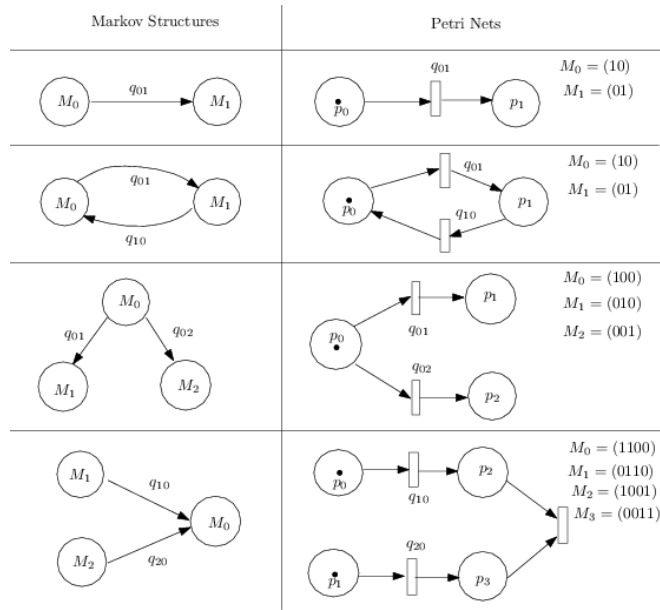 Markov Structures
Petri Nets
M₀
q₀₁
M₁
p₀
q₀₁
p₁
M₀ = (10)
M₁ = (01)
M₀
q₀₁
M₁
q₁₀
p₀
q₀₁
p₁
q₁₀
M₀ = (10)
M₁ = (01)
M₀
q₀₁
q₀₂
M₁
M₂
p₀
q₀₁
p₁
q₀₂
p₂
M₀ = (100)
M₁ = (010)
M₂ = (001)
M₁
q₁₀
M₀
M₂
q₂₀
p₀
q₁₀
p₂
p₁
q₂₀
p₃
M₀ = (1100)
M₁ = (0110)
M₂ = (1001)
M₃ = (0011)